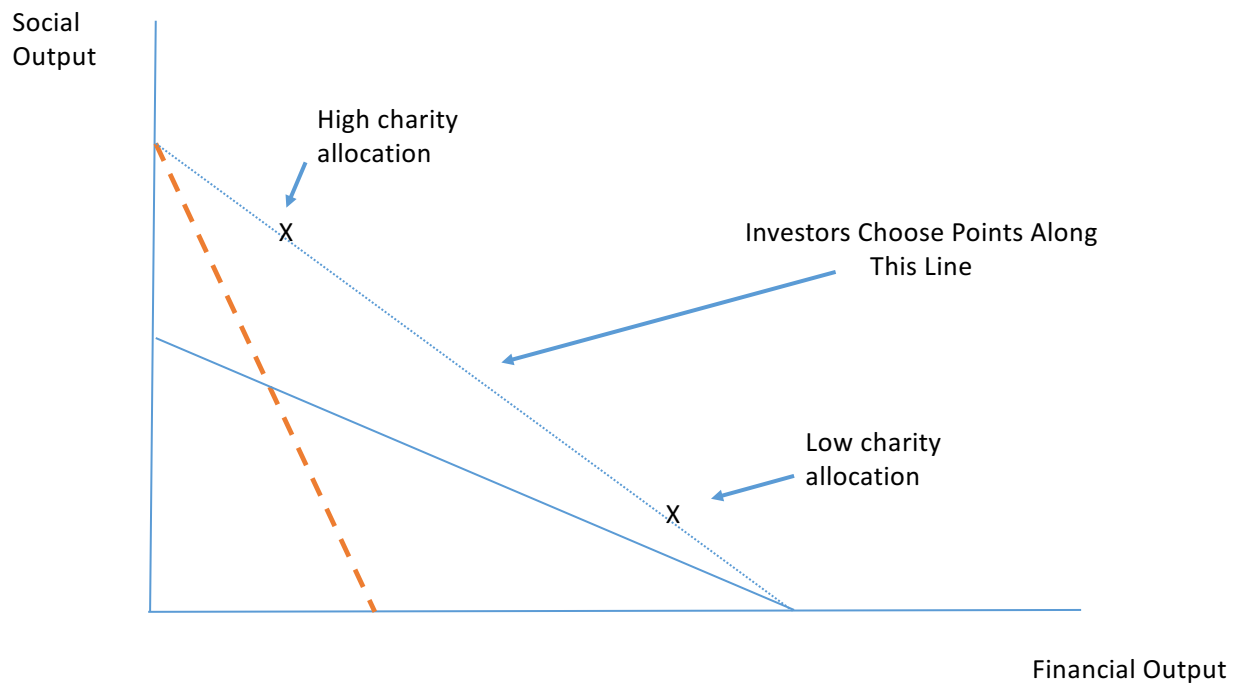 Social
Output
High charity
allocation
X
Investors Choose Points Along
This Line
Low charity
allocation
X
Financial Output